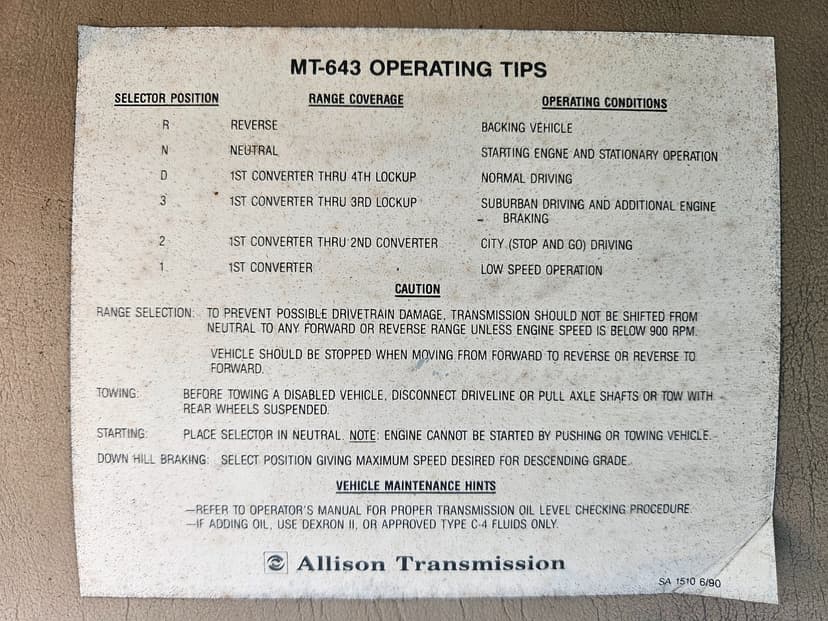 MT-643 OPERATING TIPS
SELECTOR POSITION RANGE COVERAGE OPERATING CONDITIONS
R REVERSE BACKING VEHICLE
N NEUTRAL STARTING ENGNE AND STATIONARY OPERATION
D 1ST CONVERTER THRU 4TH LOCKUP NORMAL DRIVING
3 1ST CONVERTER THRU 3RD LOCKUP SUBURBAN DRIVING AND ADDITIONAL ENGINE
BRAKING
2 1ST CONVERTER THRU 2ND CONVERTER CITY (STOP AND GO) DRIVING
1 1ST CONVERTER LOW SPEED OPERATION
CAUTION
RANGE SELECTION: TO PREVENT POSSIBLE DRIVETRAIN DAMAGE, TRANSMISSION SHOULD NOT BE SHIFTED FROM
NEUTRAL TO ANY FORWARD OR REVERSE RANGE UNLESS ENGINE SPEED IS BELOW 900 RPM.
VEHICLE SHOULD BE STOPPED WHEN MOVING FROM FORWARD TO REVERSE OR REVERSE TO
FORWARD.
TOWING: BEFORE TOWING A DISABLED VEHICLE, DISCONNECT DRIVELINE OR PULL AXLE SHAFTS OR TOW WITH
REAR WHEELS SUSPENDED.
STARTING: PLACE SELECTOR IN NEUTRAL. NOTE: ENGINE CANNOT BE STARTED BY PUSHING OR TOWING VEHICLE.
DOWN HILL BRAKING: SELECT POSITION GIVING MAXIMUM SPEED DESIRED FOR DESCENDING GRADE.
VEHICLE MAINTENANCE HINTS
—REFER TO OPERATOR'S MANUAL FOR PROPER TRANSMISSION OIL LEVEL CHECKING PROCEDURE.
—IF ADDING OIL, USE DEXRON II, OR APPROVED TYPE C-4 FLUIDS ONLY.
Allison Transmission
SA 1510 6/90